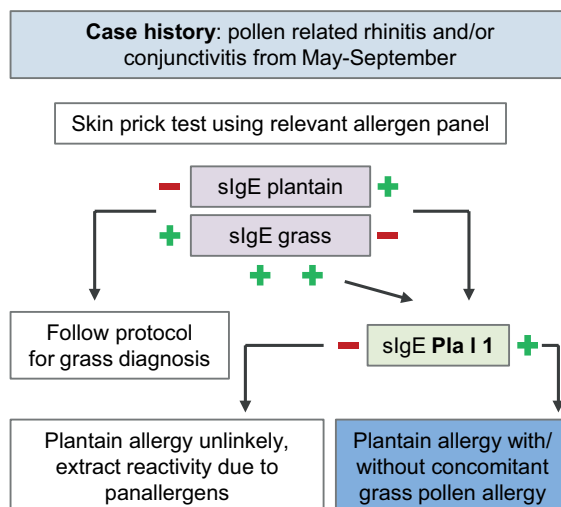 Case history: pollen related rhinitis and/or
conjunctivitis from May-September
Skin prick test using relevant allergen panel
− sIgE plantain +
+ sIgE grass −
+ +
Follow protocol
for grass diagnosis
− sIgE Pla l 1 +
Plantain allergy unlinkely,
extract reactivity due to
panallergens
Plantain allergy with/
without concomitant
grass pollen allergy